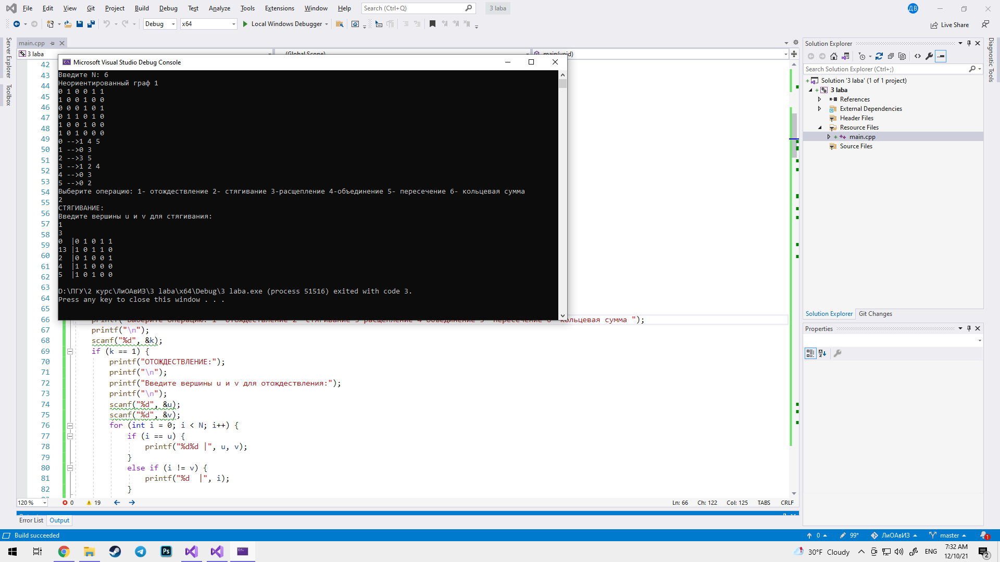 File Edit View Git Project Build Debug Test Analyze Tools Extensions Window Help Search (Ctrl+Q) 3 laba ДВ
Debug x64 Local Windows Debugger Live Share
Server Explorer
Toolbox
main.cpp
3 laba (Global Scope) main(void)
Microsoft Visual Studio Debug Console
Введите N: 6
Неориентированный граф 1
0 1 0 0 1 1
1 0 0 1 0 0
0 0 0 1 0 1
0 1 1 0 1 0
1 0 0 1 0 0
1 0 1 0 0 0
0 -->1 4 5
1 -->0 3
2 -->3 5
3 -->1 2 4
4 -->0 3
5 -->0 2
Выберите операцию: 1- отождествление 2- стягивание 3-расщепление 4-объединение 5- пересечение 6- кольцевая сумма
2
СТЯГИВАНИЕ:
Введите вершины u и v для стягивания:
1
3
0  |0 1 0 1 1
13 |1 0 1 1 0
2  |0 1 0 0 1
4  |1 1 0 0 0
5  |1 0 1 0 0
D:\ПГУ\2 курс\ЛиОАвИЗ\3 laba\x64\Debug\3 laba.exe (process 51516) exited with code 3.
Press any key to close this window . . .
42
43
44
45
46
47
48
49
50
51
52
53
54
55
56
57
58
59
60
61
62
63
64
65
66 printf("Выберите операцию: 1- отождествление 2- стягивание 3-расщепление 4-объединение 5- пересечение 6- кольцевая сумма ");
67 printf("\n");
68 scanf("%d", &k);
69 if (k == 1) {
70 printf("ОТОЖДЕСТВЛЕНИЕ:");
71 printf("\n");
72 printf("Введите вершины u и v для отождествления:");
73 printf("\n");
74 scanf("%d", &u);
75 scanf("%d", &v);
76 for (int i = 0; i < N; i++) {
77 if (i == u) {
78 printf("%d%d |", u, v);
79 }
80 else if (i != v) {
81 printf("%d  |", i);
82 }
120 % 0 19 Ln: 66 Ch: 122 Col: 125 TABS CRLF
Error List Output
Solution Explorer
Search Solution Explorer (Ctrl+;)
Solution '3 laba' (1 of 1 project)
3 laba
References
External Dependencies
Header Files
Resource Files
main.cpp
Source Files
Solution Explorer Git Changes
Properties
Diagnostic Tools
Build succeeded 0 99* ЛиОАвИЗ master 1
Ps 30°F Cloudy ENG 7:32 AM
12/10/21 2